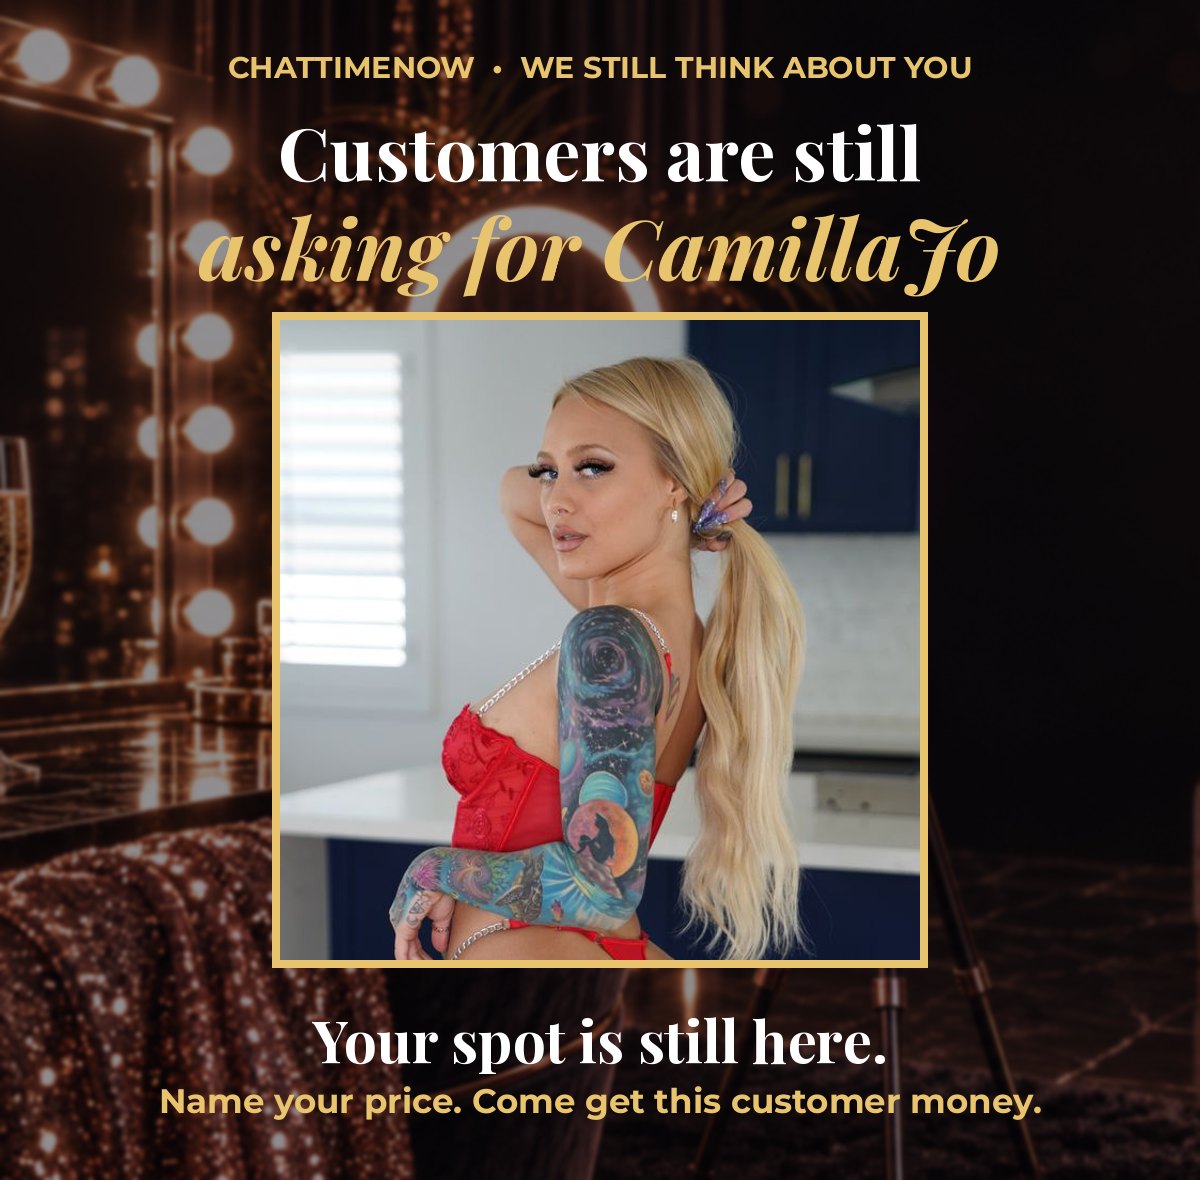 CHATTIMENOW • WE STILL THINK ABOUT YOU
Customers are still
asking for CamillaJo
Your spot is still here.
Name your price. Come get this customer money.